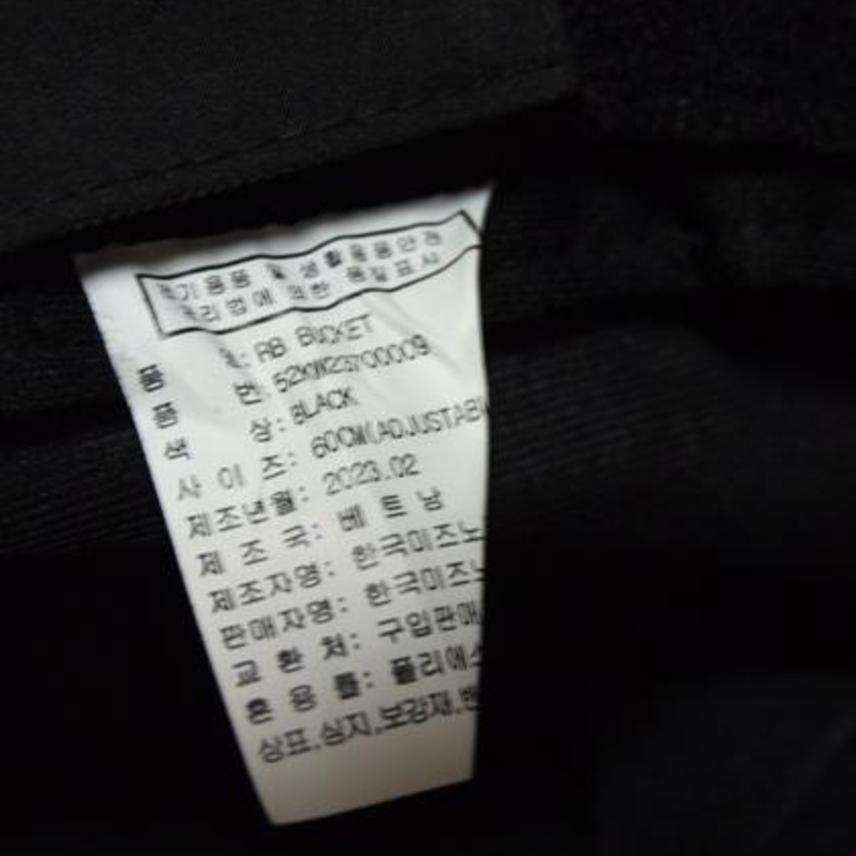 전기용품 및 생활용품안전
관리법에 의한 품질표시
품 명: RB BUCKET
품 번: 52KW23700009
색 상: BLACK
사 이 즈: 60CM(ADJUSTAB
제조년월: 2023.02
제 조 국: 베 트 남
제조자명: 한국미즈노
판매자명: 한국미즈노
교 환 처: 구입판매
혼 용 률: 폴리에스
상표,심지,보강재,밴